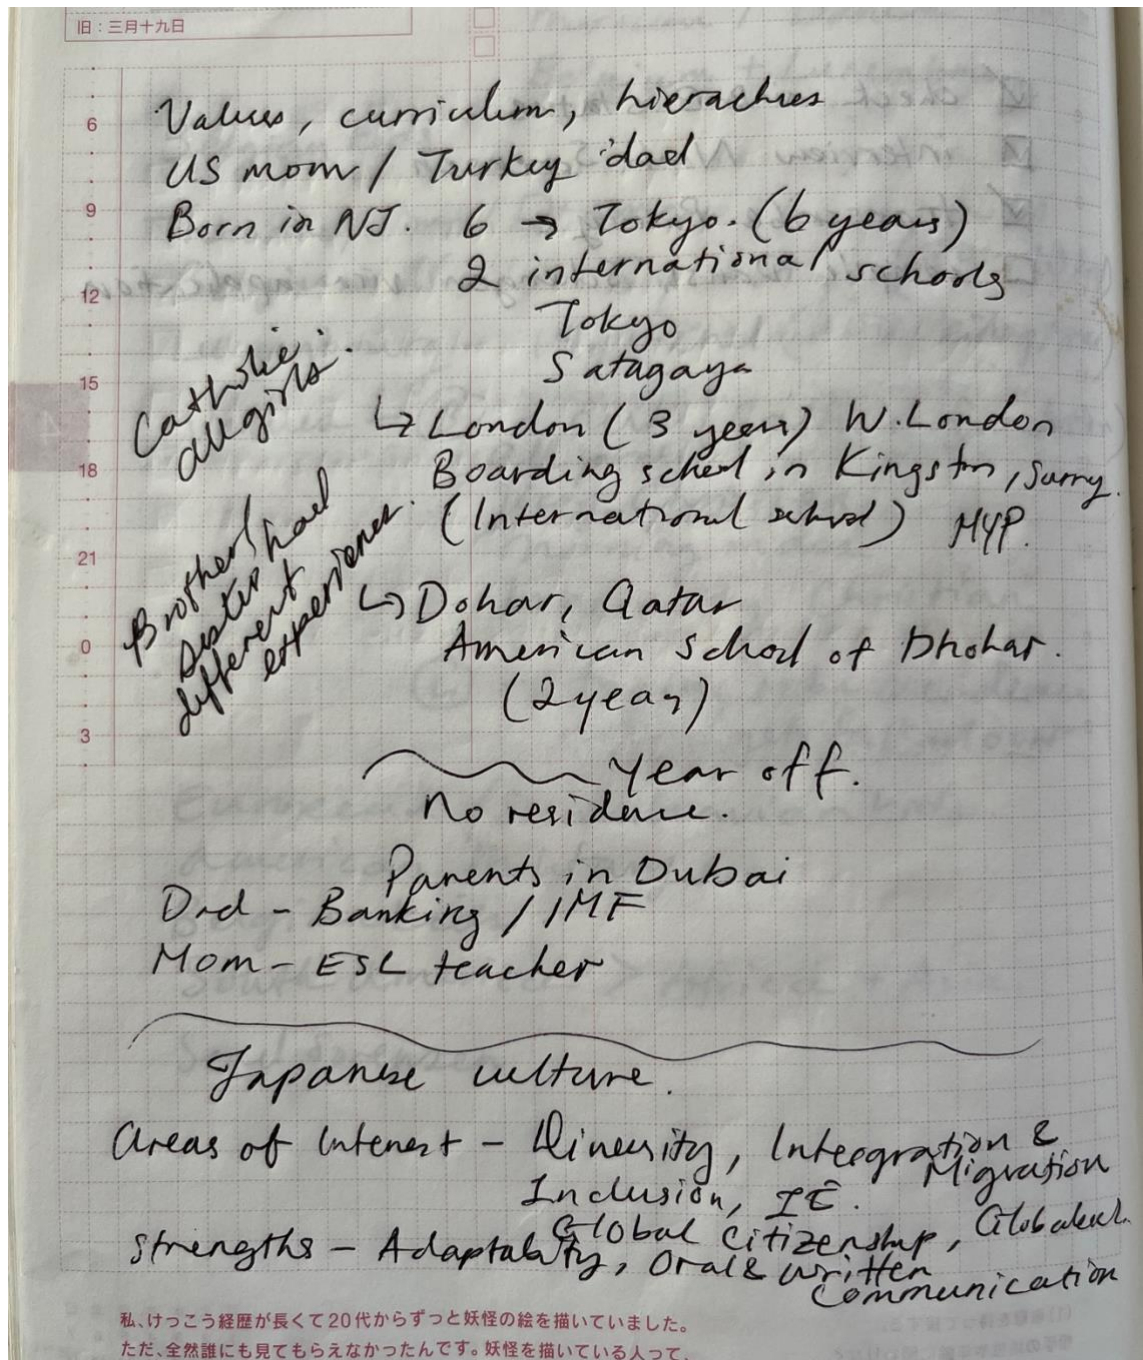 旧：三月十九日
6
9
12
15
18
21
0
3
Values, curriculum, hierachies
US mom / Turkey dad
Born in NJ. 6 → Tokyo. (6 years)
2 international schools
Tokyo
Satagaya
Catholic
all girls.
↳ London (3 years) W. London
Boarding school in Kingston, Surry.
(International school) MYP.
Brother/
Sister had
different
experiences.
↳ Dohar, Qatar
American School of Dhohar.
(2 years)
Year off.
No residence.
Parents in Dubai
Dad - Banking / IMF
Mom - ESL teacher
Japanese culture.
Areas of Interest - Diversity, Inteegration &
Migration
Inclusion, IE.
Global Citizenship,
Strengths - Adaptability, Oral & written
communication
私、けっこう経歴が長くて20代からずっと妖怪の絵を描いていました。
ただ、全然誰にも見てもらえなかったんです。妖怪を描いている人って、